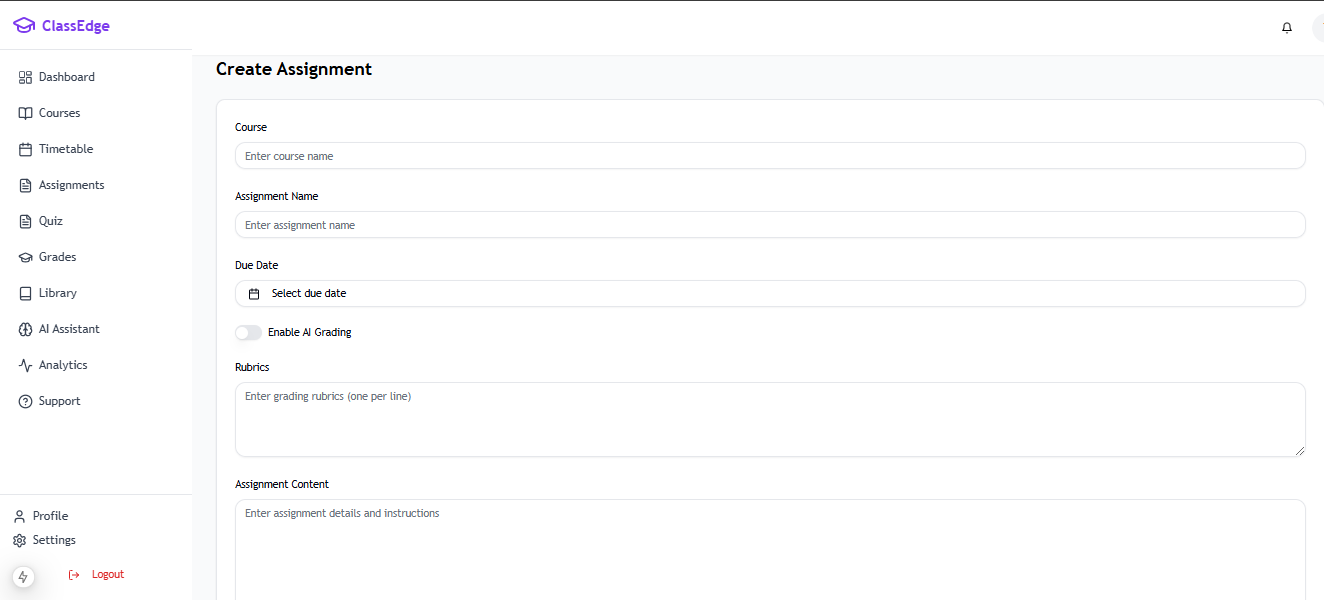 ClassEdge
Dashboard
Courses
Timetable
Assignments
Quiz
Grades
Library
AI Assistant
Analytics
Support
Profile
Settings
Logout
Create Assignment
Course
Enter course name
Assignment Name
Enter assignment name
Due Date
Select due date
Enable AI Grading
Rubrics
Enter grading rubrics (one per line)
Assignment Content
Enter assignment details and instructions